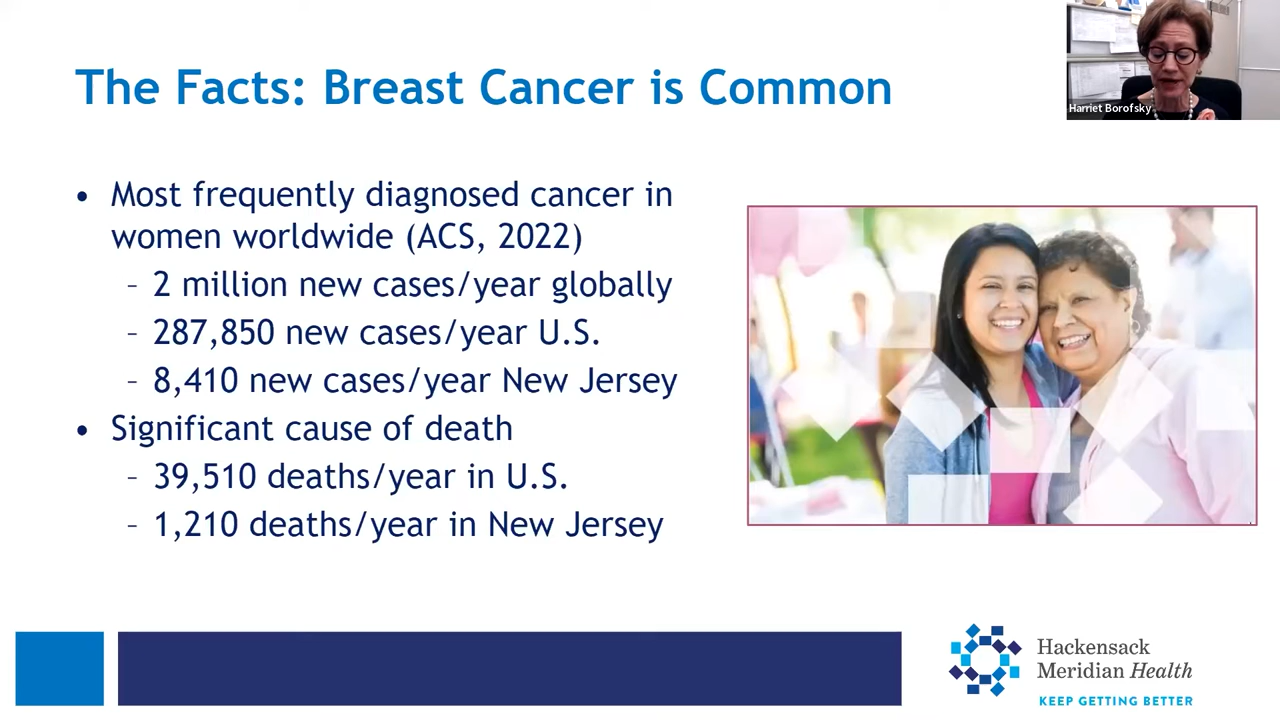 The Facts: Breast Cancer is Common
Harriet Borofsky
• Most frequently diagnosed cancer in
women worldwide (ACS, 2022)
– 2 million new cases/year globally
– 287,850 new cases/year U.S.
– 8,410 new cases/year New Jersey
• Significant cause of death
– 39,510 deaths/year in U.S.
– 1,210 deaths/year in New Jersey
Hackensack
Meridian Health
KEEP GETTING BETTER